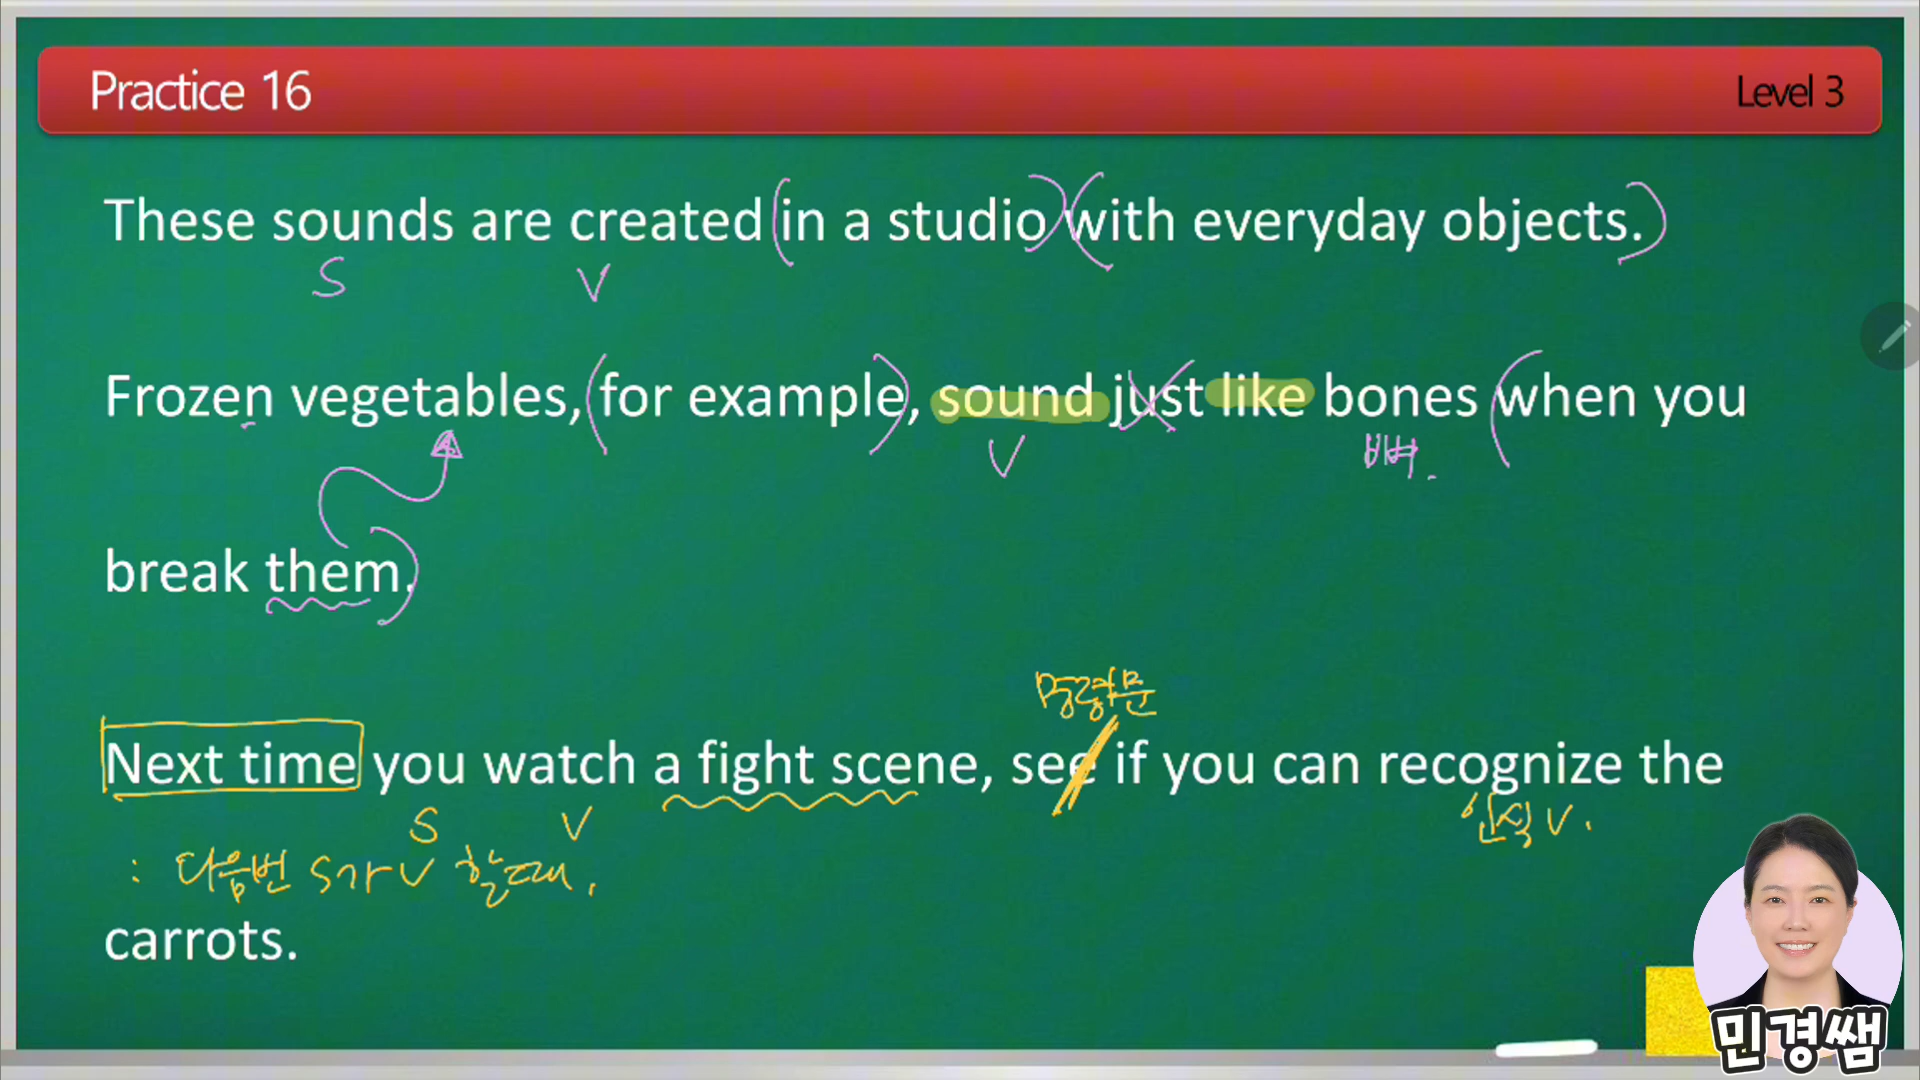 Practice 16
Level 3
These sounds are created (in a studio) (with everyday objects.)
S V
Frozen vegetables, (for example), sound just like bones (when you
V 뼈.
break them.)
명령문
Next time you watch a fight scene, see if you can recognize the
S V 인식 V.
: 다음번 S가 V 할때,
carrots.
민경쌤